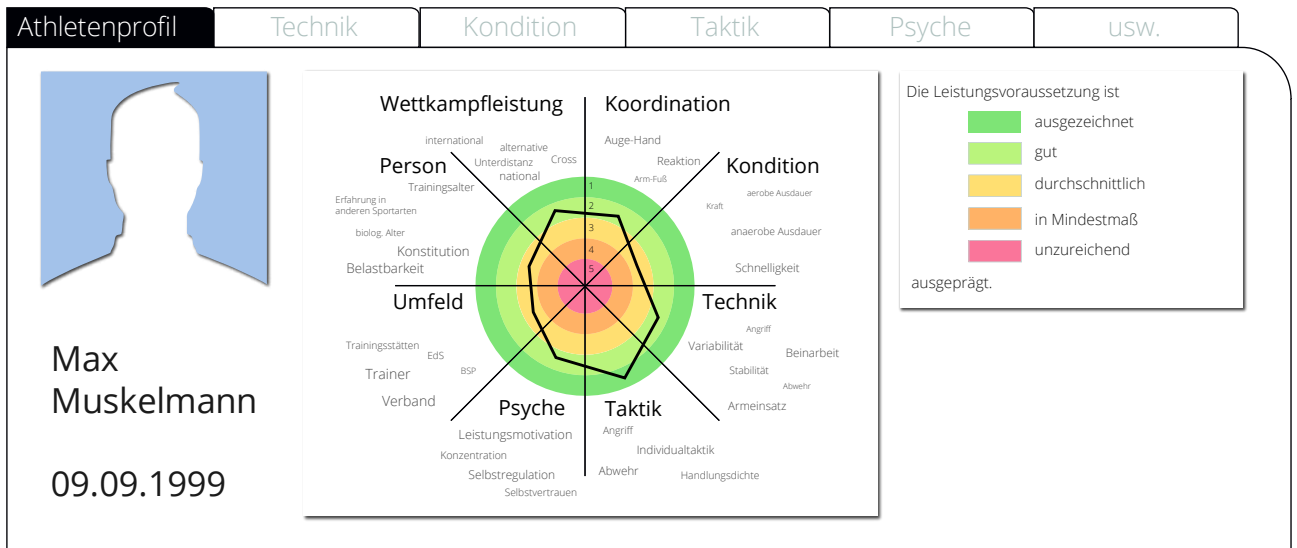 Athletenprofil
Technik
Kondition
Taktik
Psyche
usw.
Max
Muskelmann
09.09.1999
Wettkampfleistung
international
alternative
Unterdistanz
Cross
national
Koordination
Auge-Hand
Reaktion
Arm-Fuß
Person
Trainingsalter
Erfahrung in
anderen Sportarten
biolog. Alter
Konstitution
Belastbarkeit
Kondition
aerobe Ausdauer
Kraft
anaerobe Ausdauer
Schnelligkeit
1
2
3
4
5
Umfeld
Trainingsstätten
EdS
Trainer
BSP
Verband
Technik
Angriff
Variabilität
Beinarbeit
Stabilität
Abwehr
Armeinsatz
Psyche
Leistungsmotivation
Konzentration
Selbstregulation
Selbstvertrauen
Taktik
Angriff
Individualtaktik
Abwehr
Handlungsdichte
Die Leistungsvoraussetzung ist
ausgezeichnet
gut
durchschnittlich
in Mindestmaß
unzureichend
ausgeprägt.